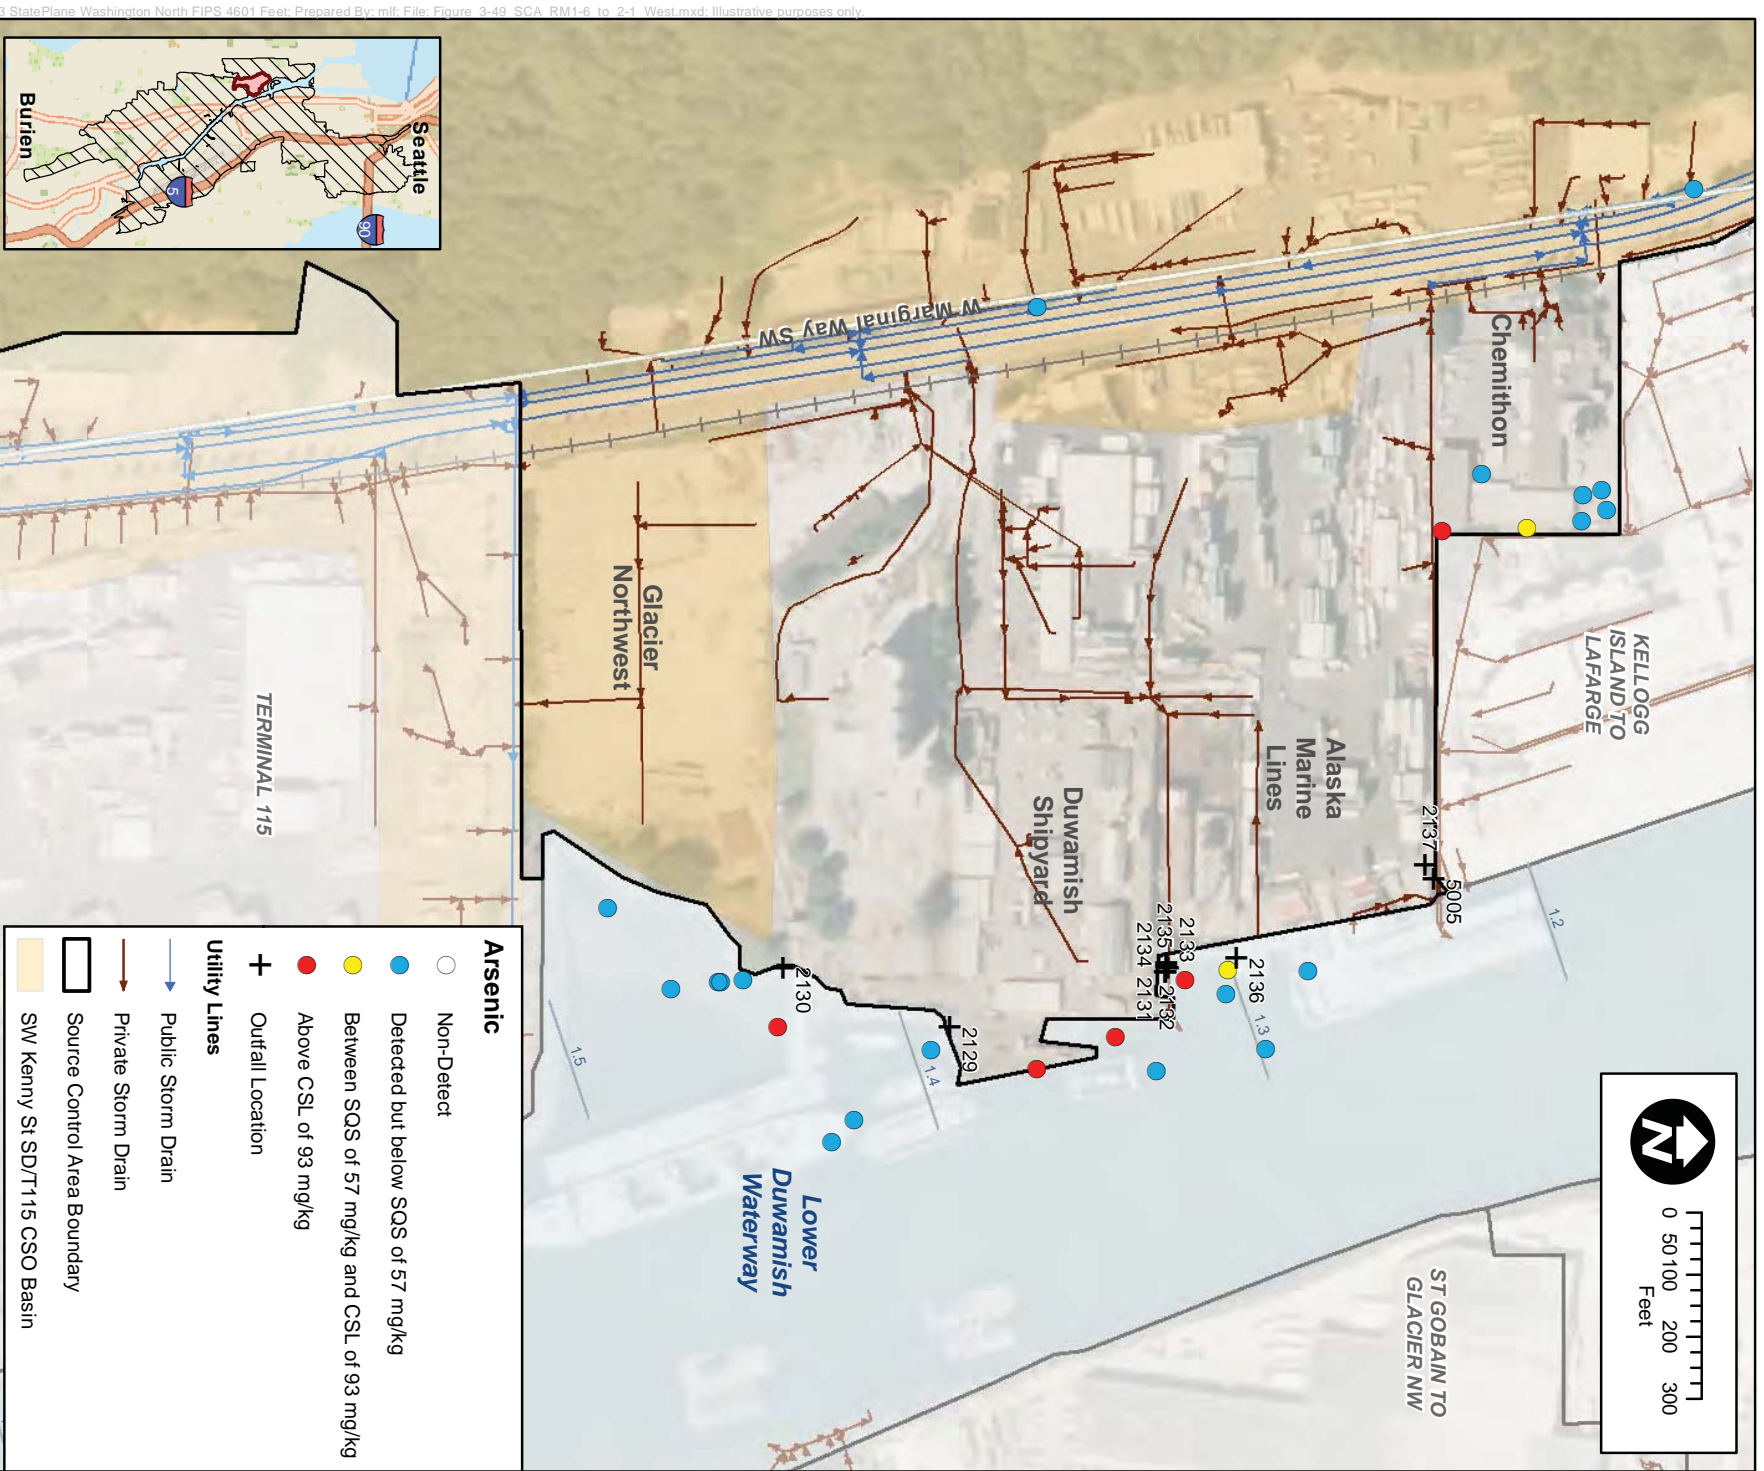 3 StatePlane Washington North FIPS 4601 Feet; Prepared By: mlf; File: Figure_3-49_SCA_RM1-6_to_2-1_West.mxd; Illustrative purposes only.
Seattle
Burien
90
5
W Marginal Way SW
Chemithon
KELLOGG
ISLAND TO
LAFARGE
Glacier
Northwest
TERMINAL 115
Alaska
Marine
Lines
Duwamish
Shipyard
2137
5005
2133
2135
2134
2136
2132
2131
2130
2129
1.2
1.3
1.4
1.5
Lower
Duwamish
Waterway
ST GOBAIN TO
GLACIER NW
N
0 50 100 200 300
Feet
Arsenic
Non-Detect
Detected but below SQS of 57 mg/kg
Between SQS of 57 mg/kg and CSL of 93 mg/kg
Above CSL of 93 mg/kg
Outfall Location
Utility Lines
Public Storm Drain
Private Storm Drain
Source Control Area Boundary
SW Kenny St SD/T115 CSO Basin